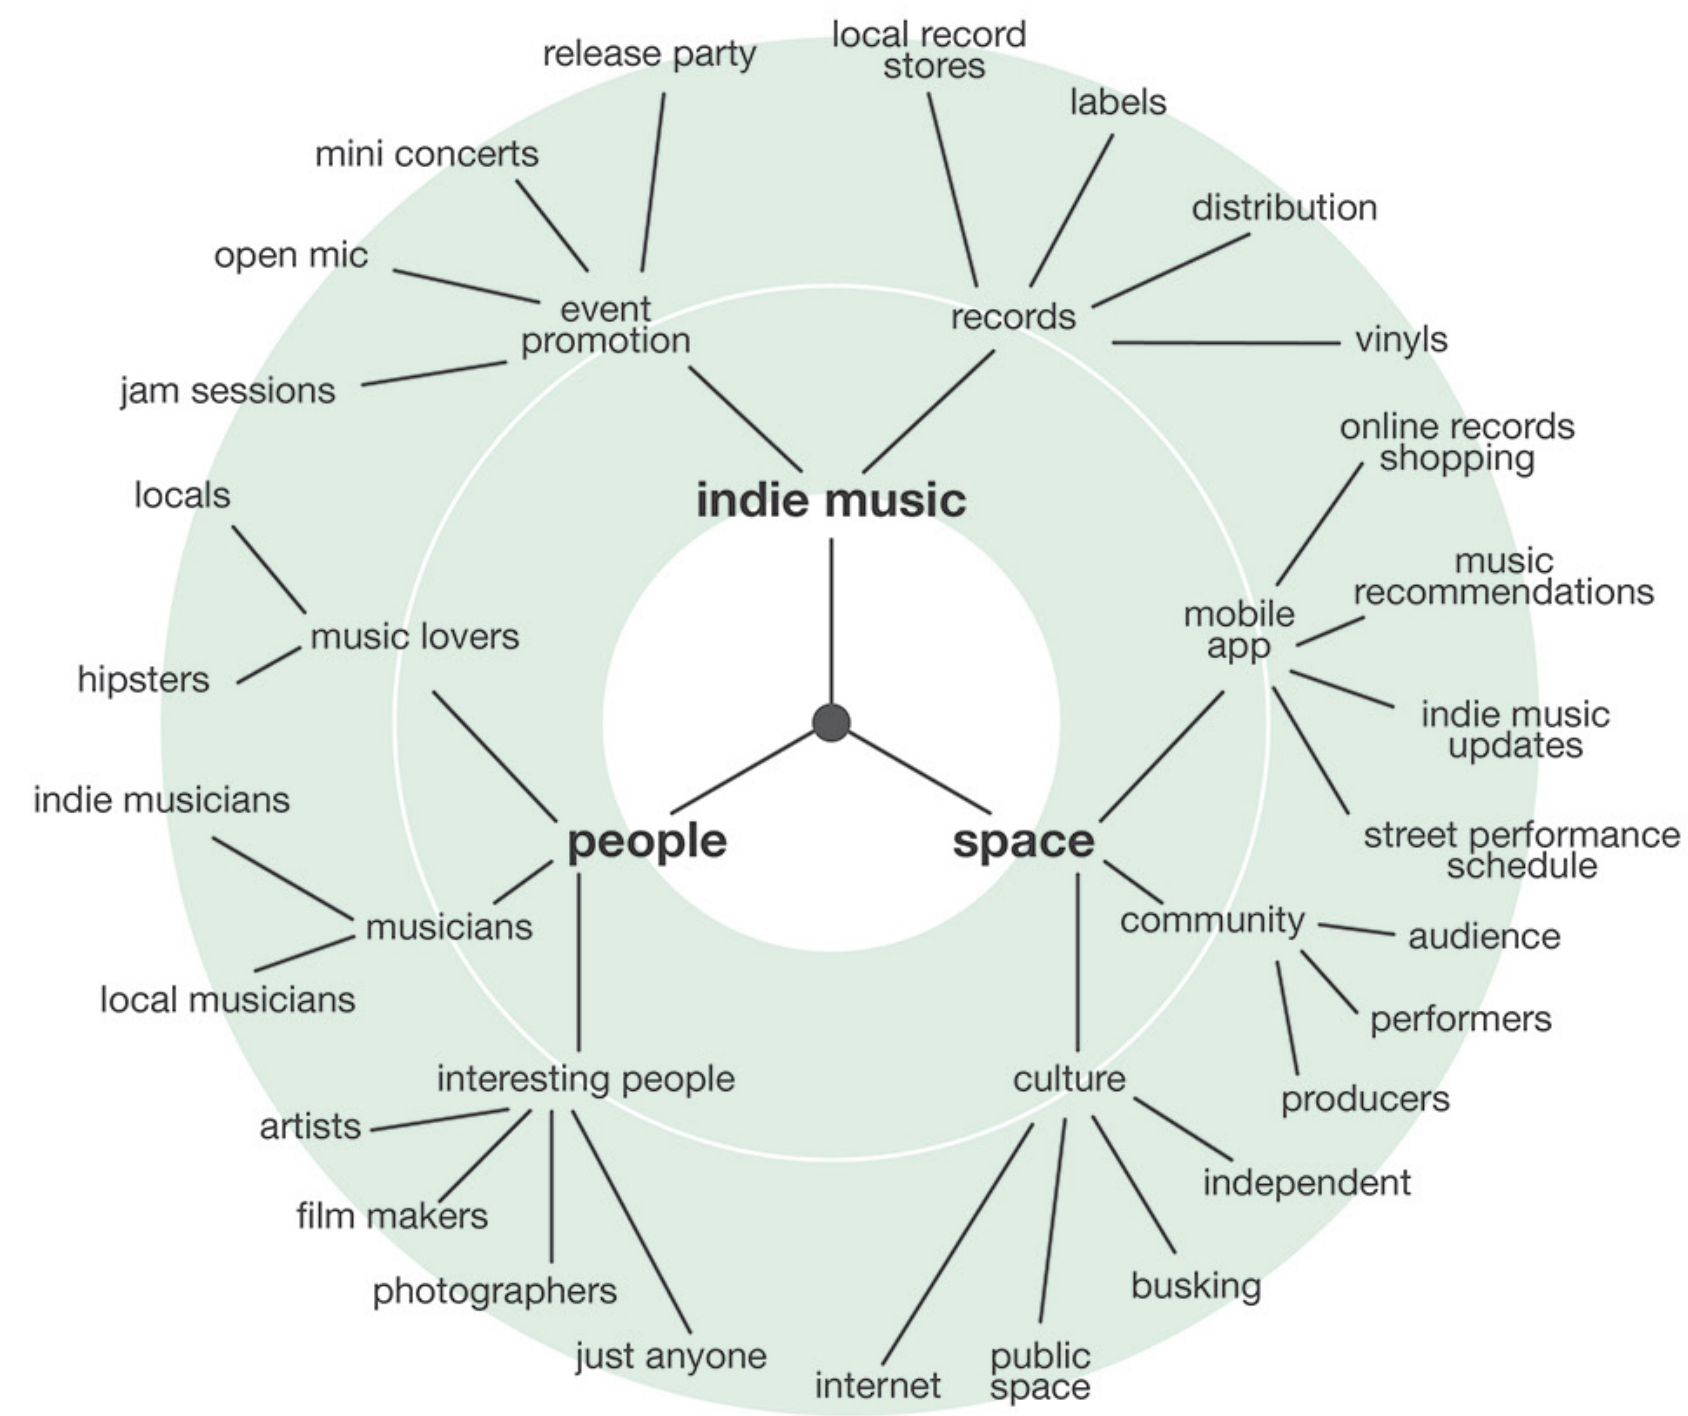 release party
local record
stores
labels
mini concerts
distribution
open mic
event
promotion
records
vinyls
jam sessions
online records
shopping
locals
indie music
music
recommendations
mobile
app
music lovers
hipsters
indie music
updates
indie musicians
people
space
street performance
schedule
musicians
community
audience
local musicians
performers
interesting people
culture
producers
artists
independent
film makers
photographers
busking
just anyone
internet
public
space